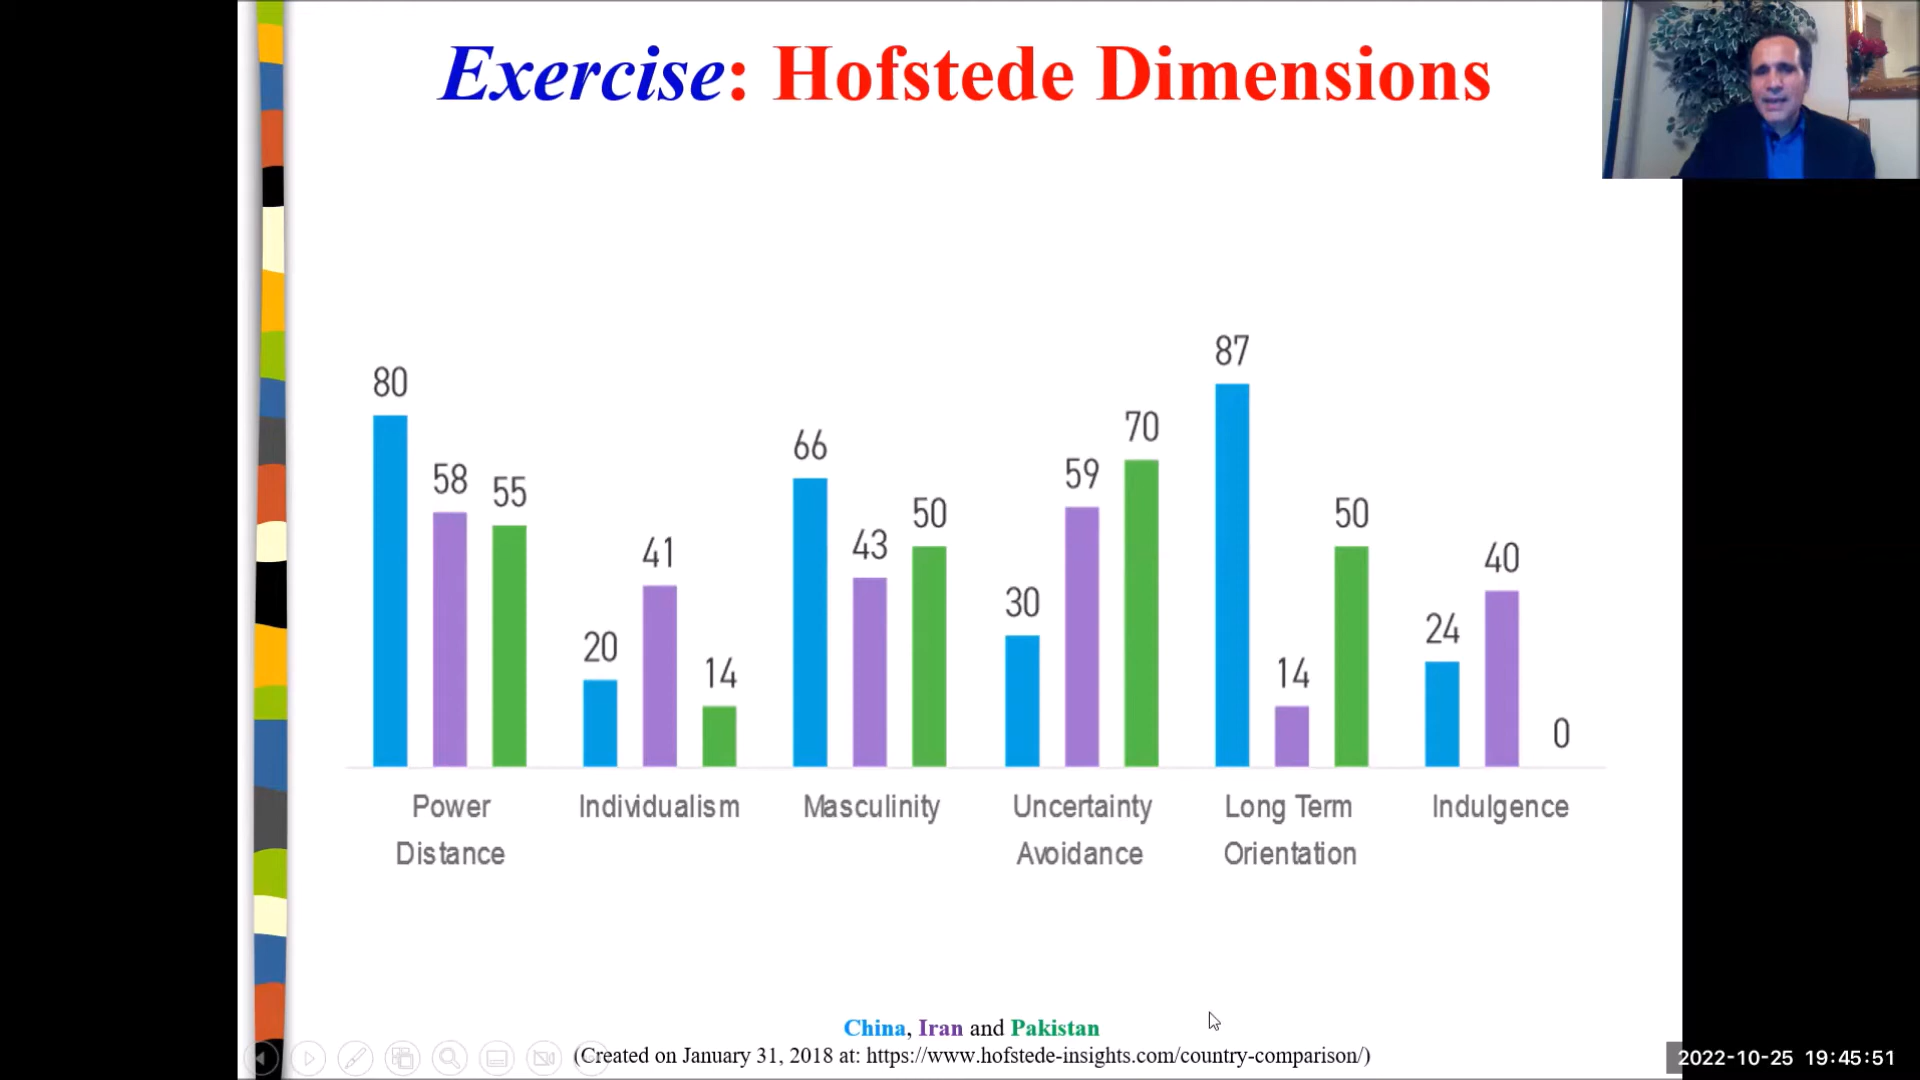 Exercise: Hofstede Dimensions
80
58
55
20
41
14
66
43
50
30
59
70
87
14
50
24
40
0
Power
Distance
Individualism
Masculinity
Uncertainty
Avoidance
Long Term
Orientation
Indulgence
China, Iran and Pakistan
(Created on January 31, 2018 at: https://www.hofstede-insights.com/country-comparison/)
2022-10-25 19:45:51